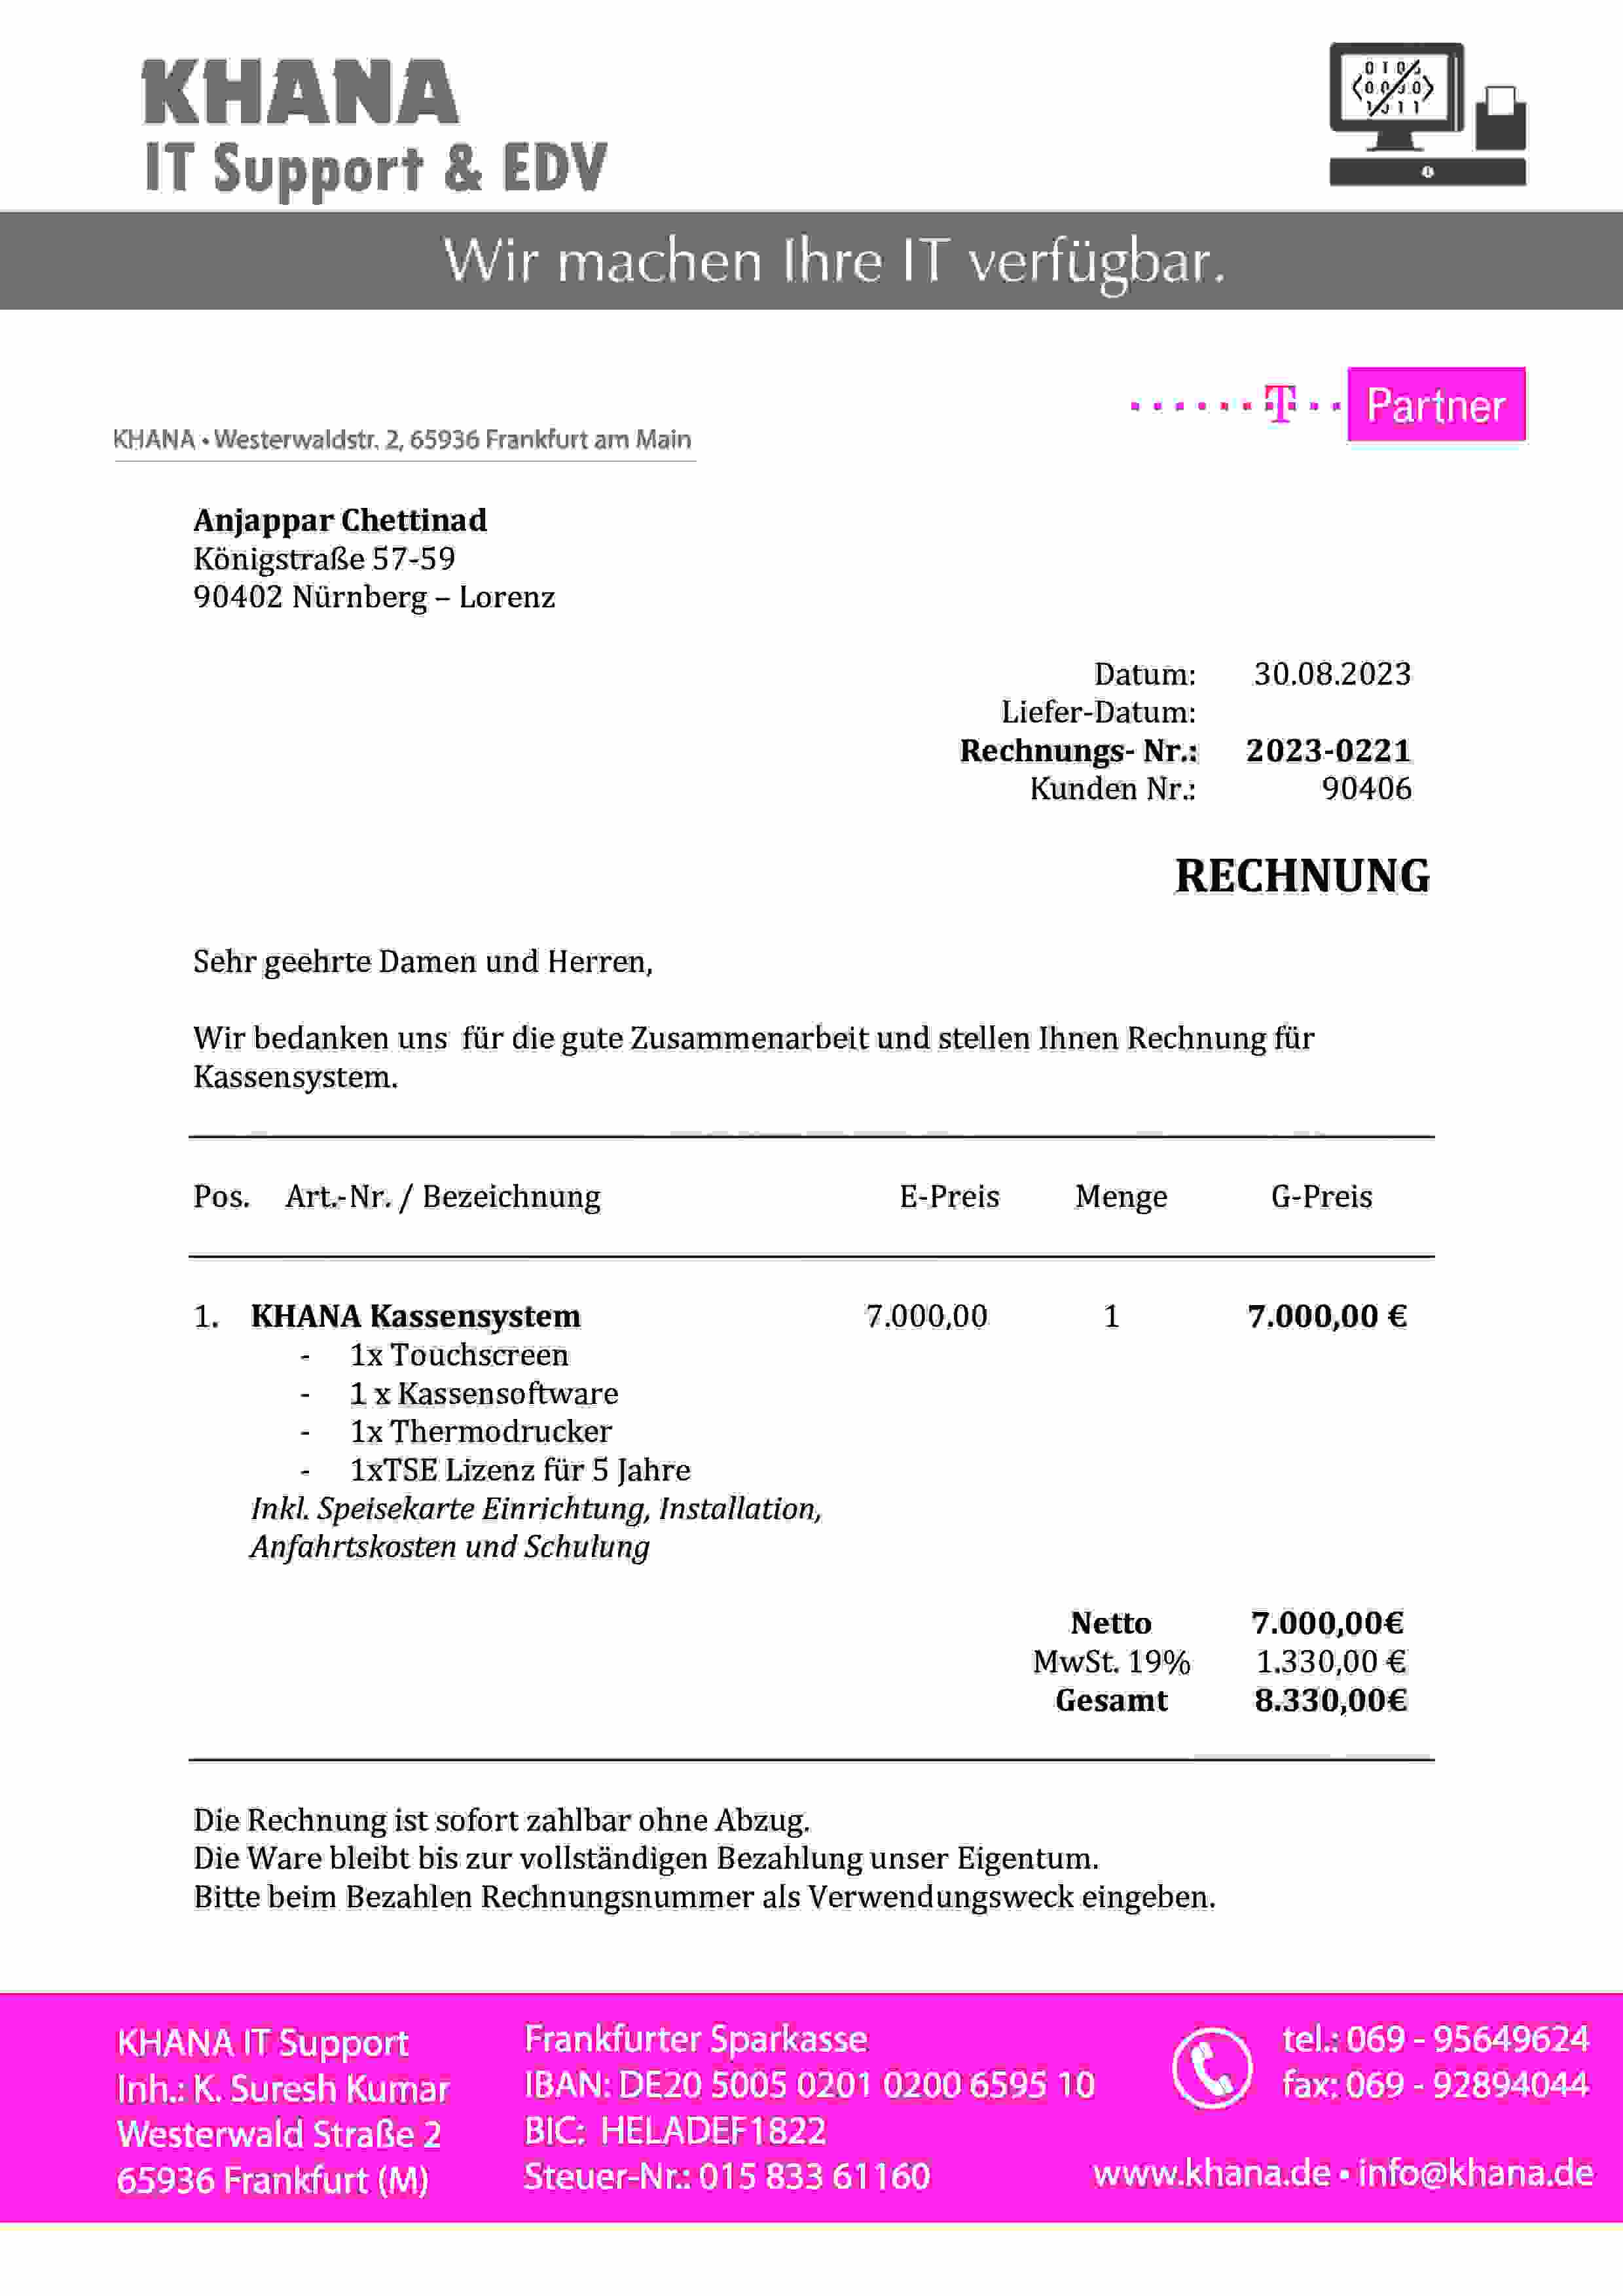 KHANA
IT Support & EDV
Wir machen Ihre IT verfügbar.
T Partner
KHANA • Westerwaldstr. 2, 65936 Frankfurt am Main
Anjappar Chettinad
Königstraße 57-59
90402 Nürnberg – Lorenz
Datum: 30.08.2023
Liefer-Datum:
Rechnungs- Nr.: 2023-0221
Kunden Nr.: 90406
RECHNUNG
Sehr geehrte Damen und Herren,
Wir bedanken uns für die gute Zusammenarbeit und stellen Ihnen Rechnung für
Kassensystem.
Pos. Art.-Nr. / Bezeichnung E-Preis Menge G-Preis
1. KHANA Kassensystem 7.000,00 1 7.000,00 €
- 1x Touchscreen
- 1 x Kassensoftware
- 1x Thermodrucker
- 1xTSE Lizenz für 5 Jahre
Inkl. Speisekarte Einrichtung, Installation,
Anfahrtskosten und Schulung
Netto 7.000,00€
MwSt. 19% 1.330,00 €
Gesamt 8.330,00€
Die Rechnung ist sofort zahlbar ohne Abzug.
Die Ware bleibt bis zur vollständigen Bezahlung unser Eigentum.
Bitte beim Bezahlen Rechnungsnummer als Verwendungsweck eingeben.
KHANA IT Support
Inh.: K. Suresh Kumar
Westerwald Straße 2
65936 Frankfurt (M)
Frankfurter Sparkasse
IBAN: DE20 5005 0201 0200 6595 10
BIC: HELADEF1822
Steuer-Nr.: 015 833 61160
tel.: 069 - 95649624
fax: 069 - 92894044
www.khana.de • info@khana.de